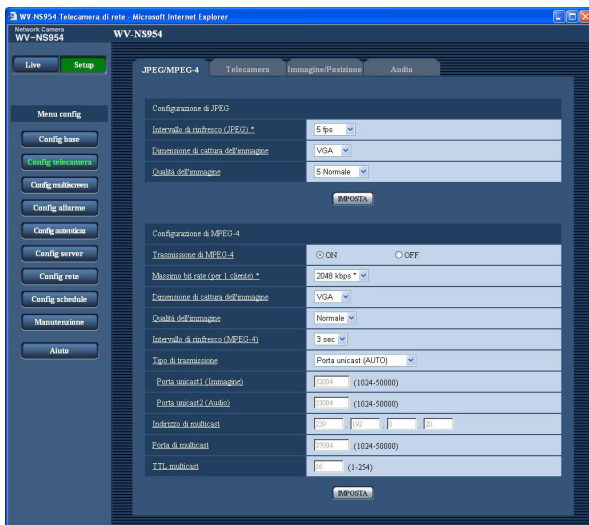 WV-NS954 Telecamera di rete - Microsoft Internet Explorer
Network Camera
WV-NS954
WV-NS954
Live Setup
JPEG/MPEG-4 Telecamera Immagine/Posizione Audio
Menu config
Config base
Config telecamera
Config multiscreen
Config allarme
Config autenticaz
Config server
Config rete
Config schedule
Manutenzione
Aiuto
Configurazione di JPEG
Intervallo di rinfresco (JPEG) * 5 fps
Dimensione di cattura dell'immagine VGA
Qualità dell'immagine 5 Normale
IMPOSTA
Configurazione di MPEG-4
Trasmissione di MPEG-4 ON OFF
Massimo bit rate (per 1 cliente) * 2048 kbps *
Dimensione di cattura dell'immagine VGA
Qualità dell'immagine Normale
Intervallo di rinfresco (MPEG-4) 3 sec
Tipo di trasmissione Porta unicast (AUTO)
Porta unicast1 (Immagine) 32004 (1024-50000)
Porta unicast2 (Audio) 33004 (1024-50000)
Indirizzo di multicast 239 . 192 . 0 . 20
Porta di multicast 37004 (1024-50000)
TTL multicast 16 (1-254)
IMPOSTA